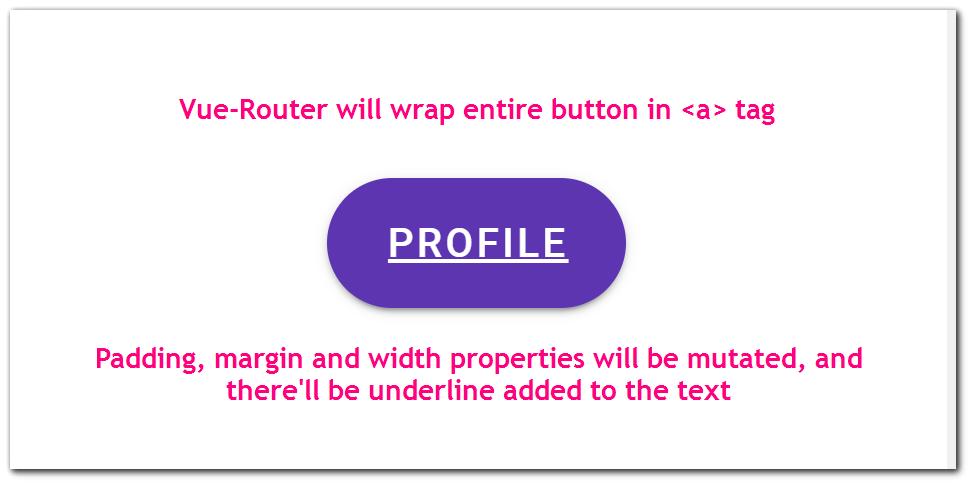 Vue-Router will wrap entire button in <a> tag
PROFILE
Padding, margin and width properties will be mutated, and
there'll be underline added to the text